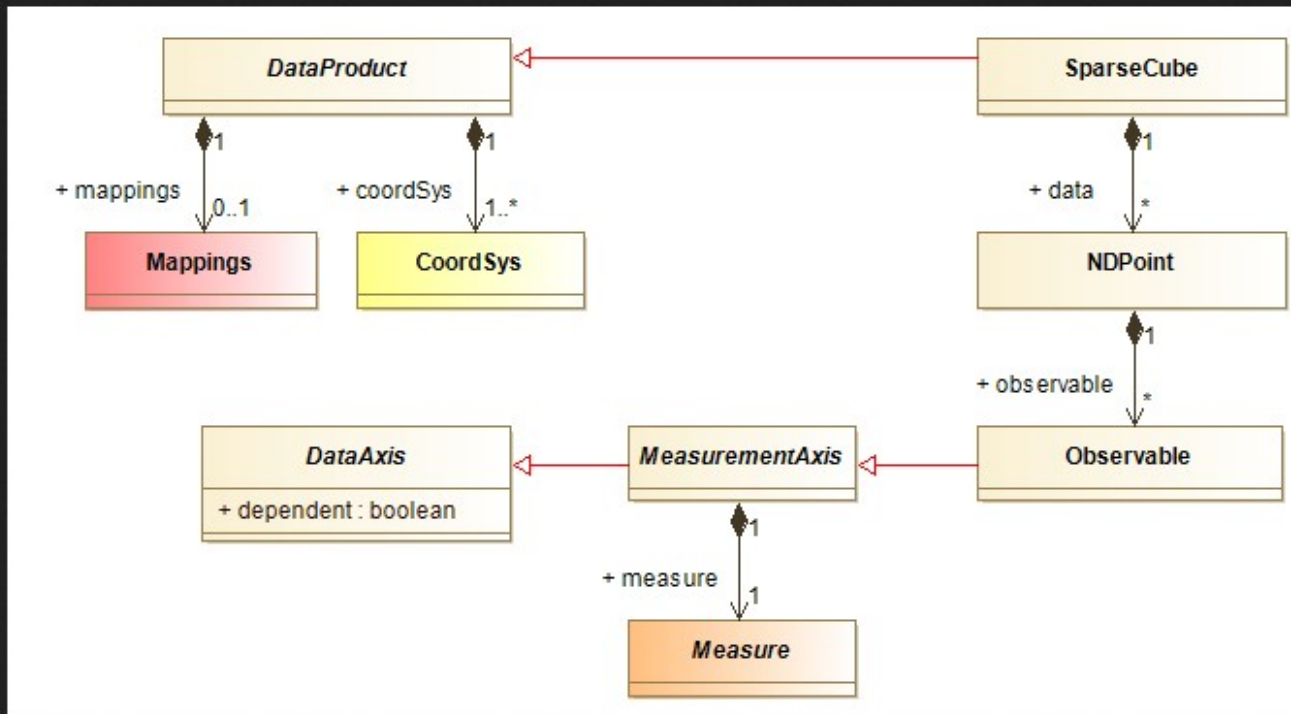 DataProduct
SparseCube
1
1
1
+ mappings
+ coordSys
+ data
0..1
1..*
*
Mappings
CoordSys
NDPoint
1
+ observable
*
DataAxis
MeasurementAxis
Observable
+ dependent : boolean
1
+ measure
1
Measure